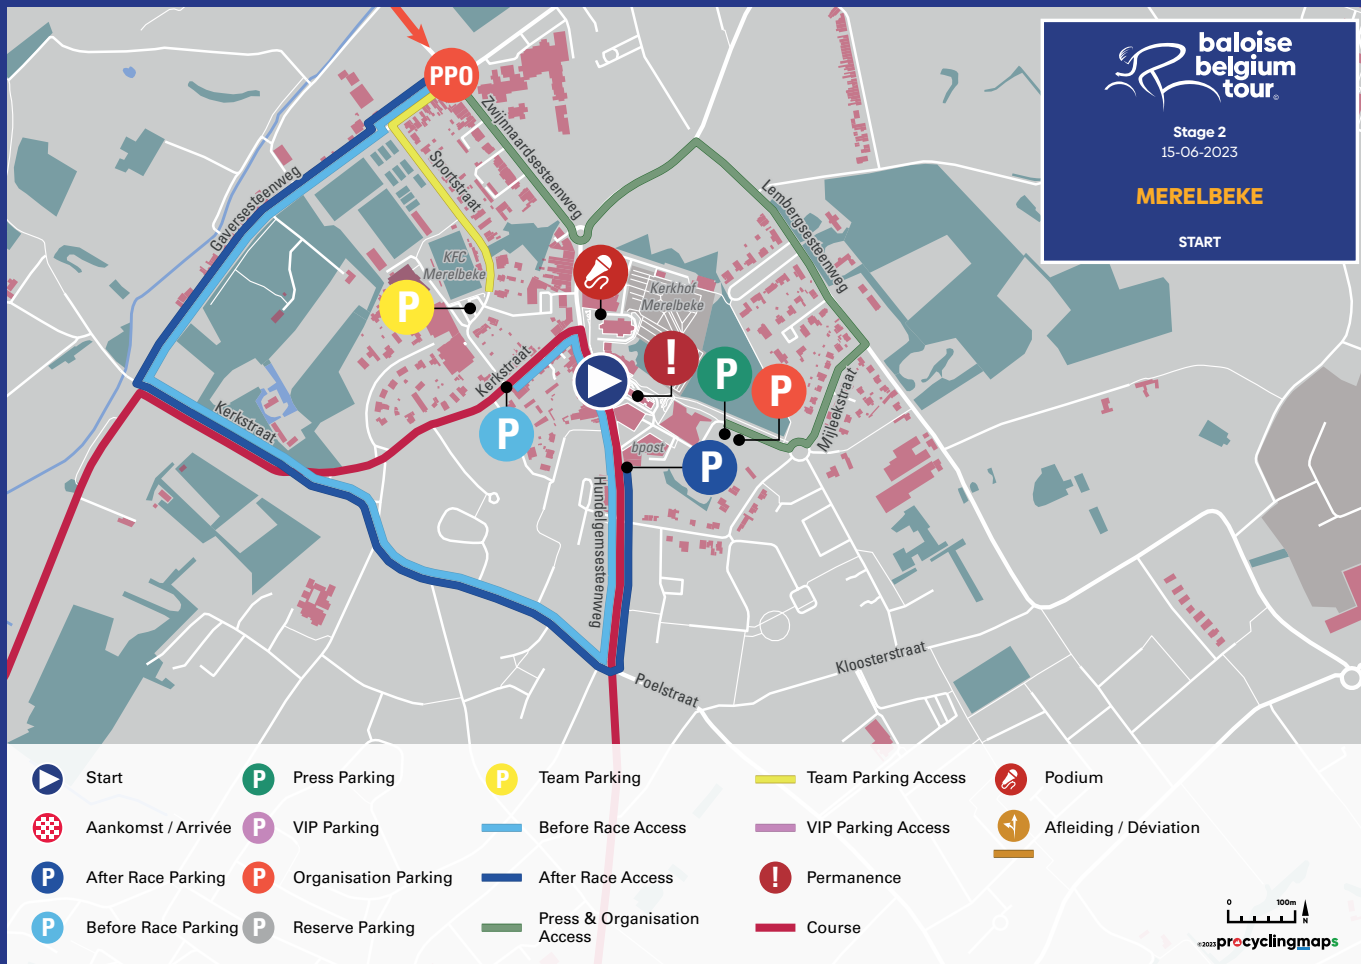 baloise
belgium
tour
Stage 2
15-06-2023
MERELBEKE
START
PPO
Zwijnaardsesteenweg
Sportstraat
Gaversesteenweg
Lembergsesteenweg
KFC
Merelbeke
Kerkhof
Merelbeke
P
!
P
P
Kerkstraat
Mijleekstraat
Kerkstraat
P
bpost
P
Hundelgemsesteenweg
Kloosterstraat
Poelstraat
Start
P Press Parking
P Team Parking
Team Parking Access
Podium
Aankomst / Arrivée
P VIP Parking
Before Race Access
VIP Parking Access
Afleiding / Déviation
P After Race Parking
P Organisation Parking
After Race Access
! Permanence
P Before Race Parking
P Reserve Parking
Press & Organisation
Access
Course
0 100m
N
©2023 procyclingmaps